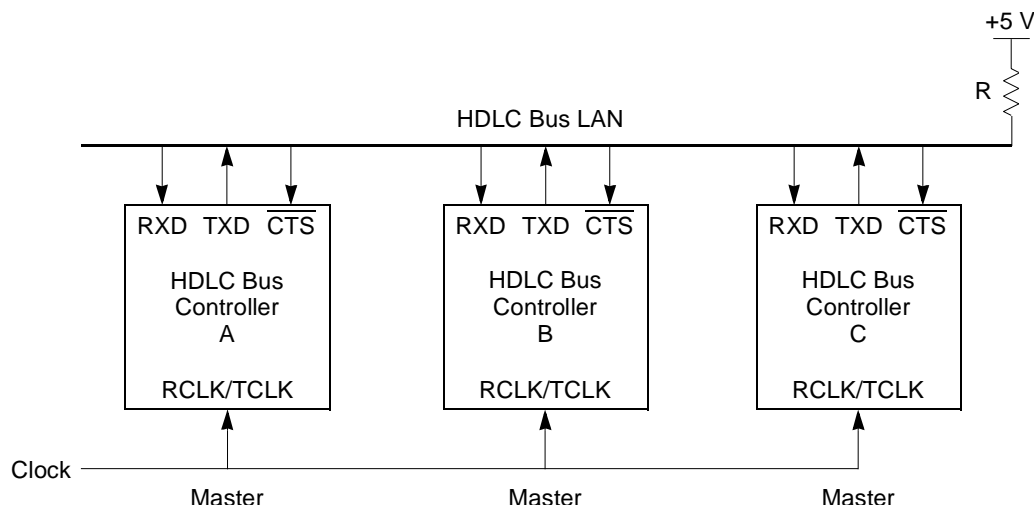 +5 V
R
HDLC Bus LAN
RXD TXD CTS
HDLC Bus
Controller
A
RCLK/TCLK
RXD TXD CTS
HDLC Bus
Controller
B
RCLK/TCLK
RXD TXD CTS
HDLC Bus
Controller
C
RCLK/TCLK
Clock
Master
Master
Master